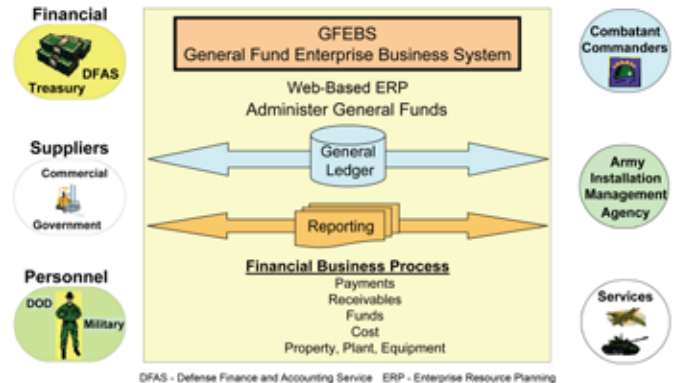 Financial
DFAS
Treasury
Suppliers
Commercial
Government
Personnel
DOD
Military
GFEBS
General Fund Enterprise Business System
Web-Based ERP
Administer General Funds
General
Ledger
Reporting
Financial Business Process
Payments
Receivables
Funds
Cost
Property, Plant, Equipment
Combatant
Commanders
Army
Installation
Management
Agency
Services
DFAS - Defense Finance and Accounting Service ERP - Enterprise Resource Planning